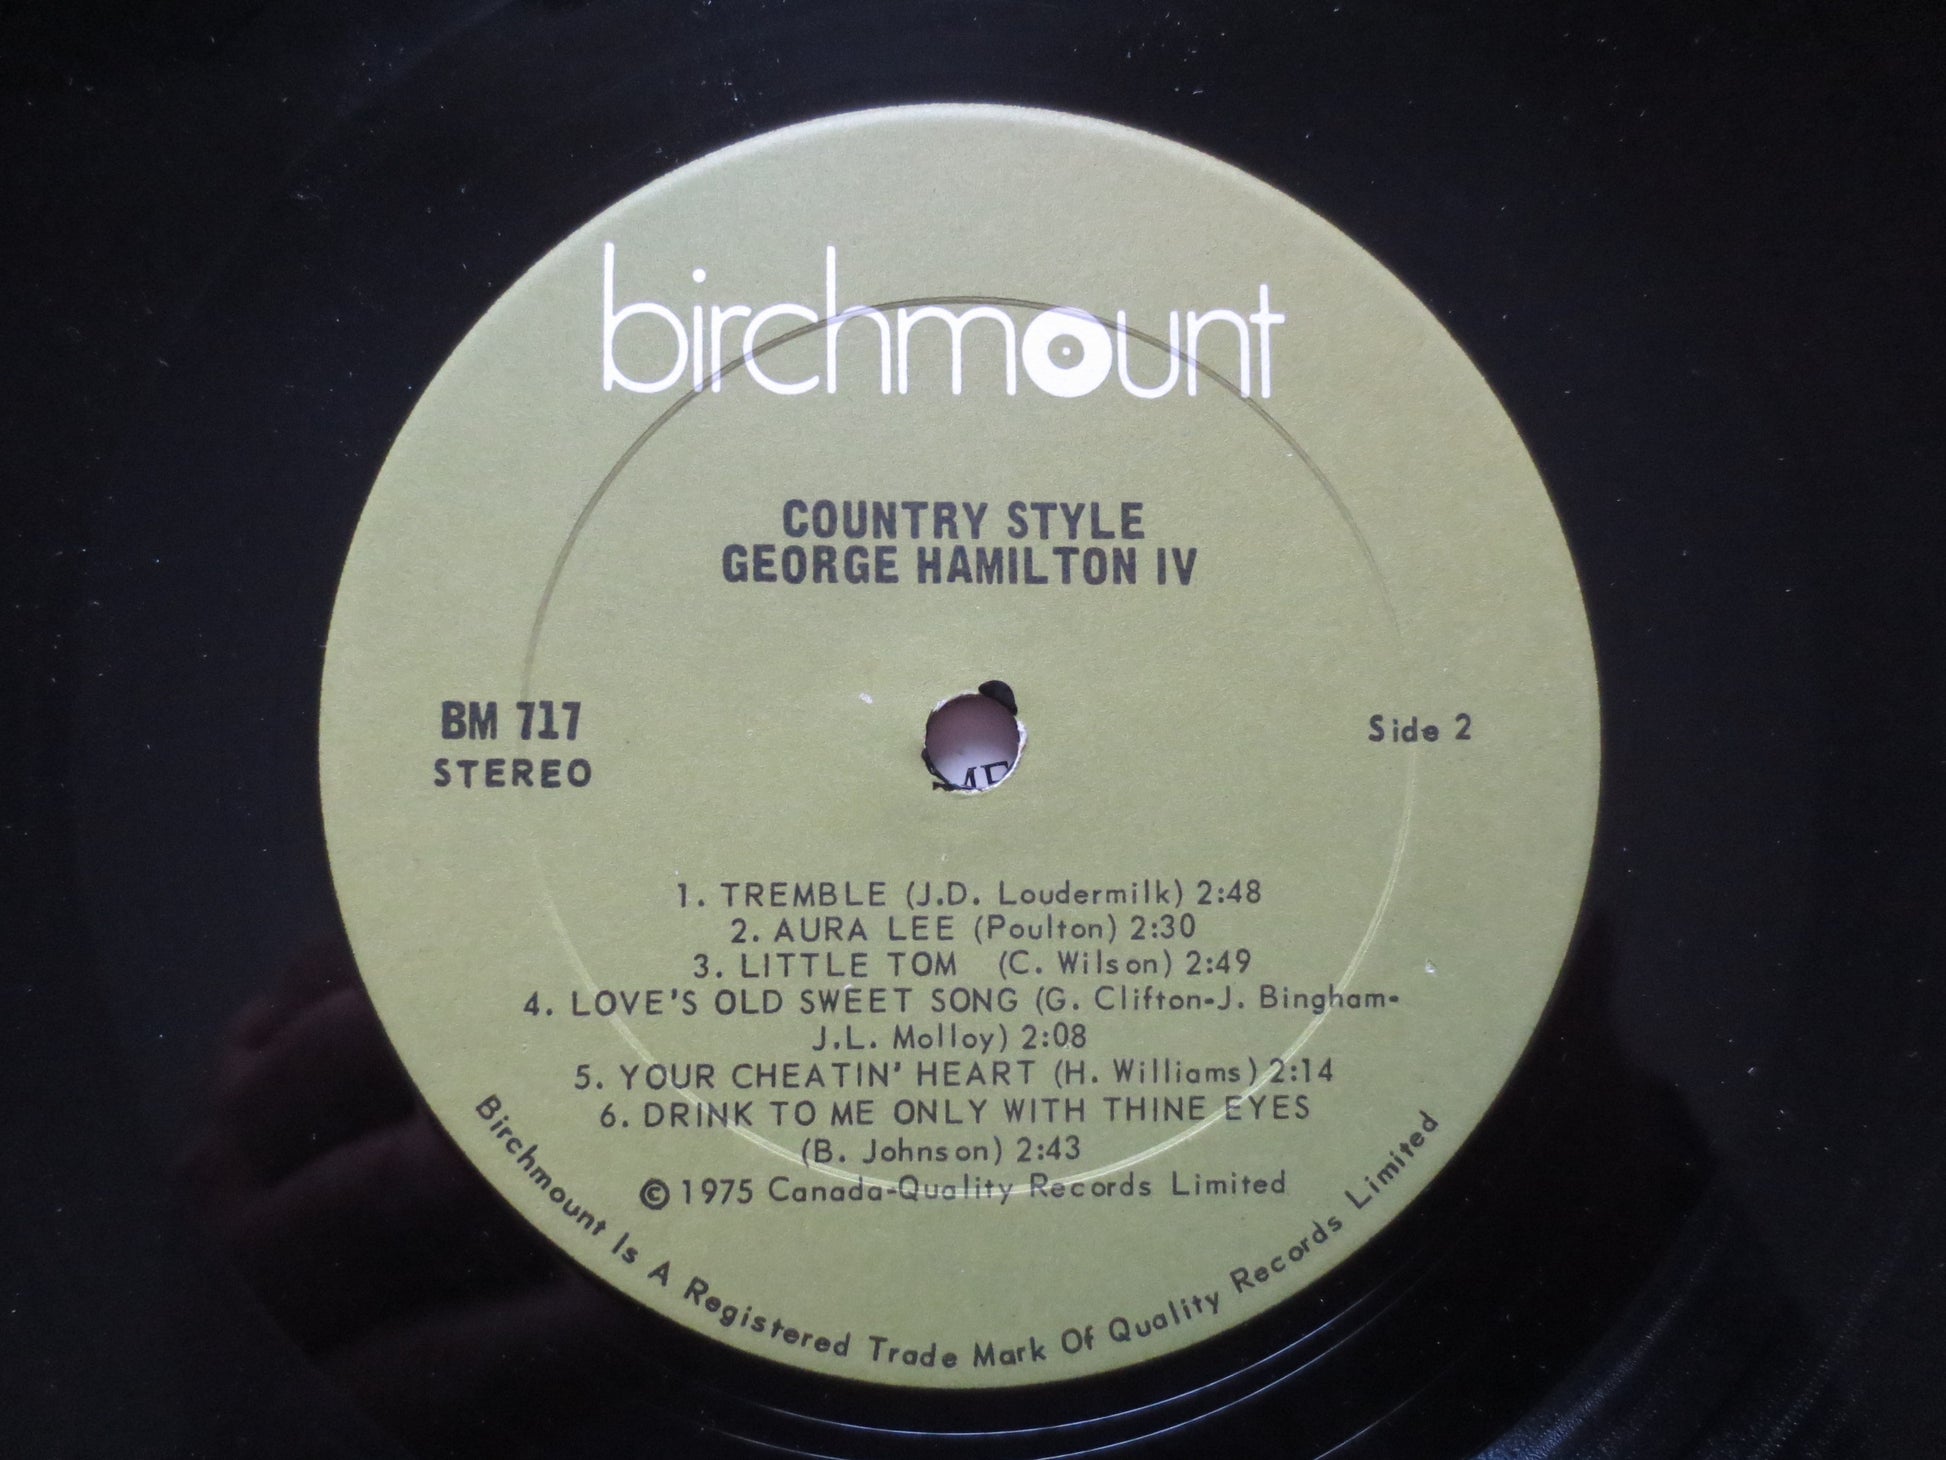 birchmount
COUNTRY STYLE
GEORGE HAMILTON IV
BM 717
STEREO
Side 2
1. TREMBLE (J.D. Loudermilk) 2:48
2. AURA LEE (Poulton) 2:30
3. LITTLE TOM (C. Wilson) 2:49
4. LOVE'S OLD SWEET SONG (G. Clifton-J. Bingham-
J.L. Molloy) 2:08
5. YOUR CHEATIN' HEART (H. Williams) 2:14
6. DRINK TO ME ONLY WITH THINE EYES
(B. Johnson) 2:43
© 1975 Canada-Quality Records Limited
Birchmount Is A Registered Trade Mark Of Quality Records Limited